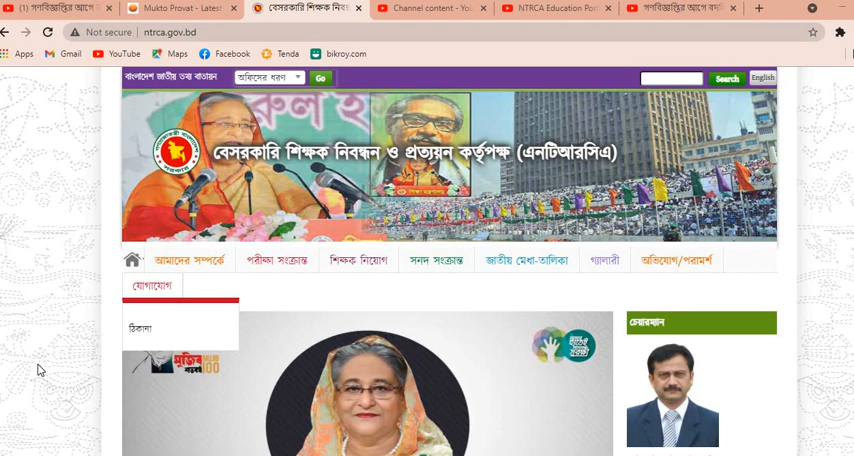 (1) গণবিজ্ঞপ্তির আগে
Mukto Provat - Latest
বেসরকারি শিক্ষক নিবন্ধ
Channel content - You
NTRCA Education Port
গণবিজ্ঞপ্তির আগে
Not secure | ntrca.gov.bd
Apps Gmail YouTube Maps Facebook Tenda bikroy.com
বাংলাদেশ জাতীয় তথ্য বাতায়ন অফিসের ধরণ Go Search English
বেসরকারি শিক্ষক নিবন্ধন ও প্রত্যয়ন কর্তৃপক্ষ (এনটিআরসিএ)
আমাদের সম্পর্কে পরীক্ষা সংক্রান্ত শিক্ষক নিয়োগ সনদ সংক্রান্ত জাতীয় মেধা-তালিকা গ্যালারী অভিযোগ/পরামর্শ
যোগাযোগ
চেয়ারম্যান
ঠিকানা
মুজিব 100